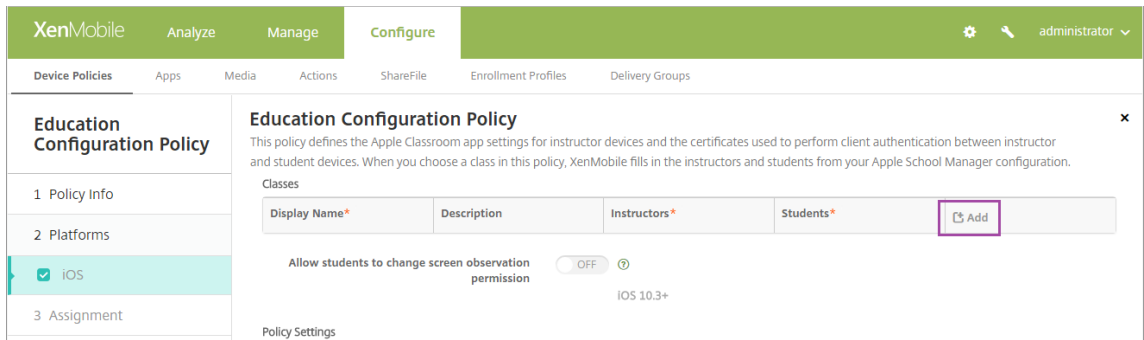 XenMobile Analyze Manage Configure administrator
Device Policies Apps Media Actions ShareFile Enrollment Profiles Delivery Groups
Education
Configuration Policy
1 Policy Info
2 Platforms
iOS
3 Assignment
Education Configuration Policy
This policy defines the Apple Classroom app settings for instructor devices and the certificates used to perform client authentication between instructor
and student devices. When you choose a class in this policy, XenMobile fills in the instructors and students from your Apple School Manager configuration.
Classes
Display Name* Description Instructors* Students* Add
Allow students to change screen observation
permission
OFF ?
iOS 10.3+
Policy Settings